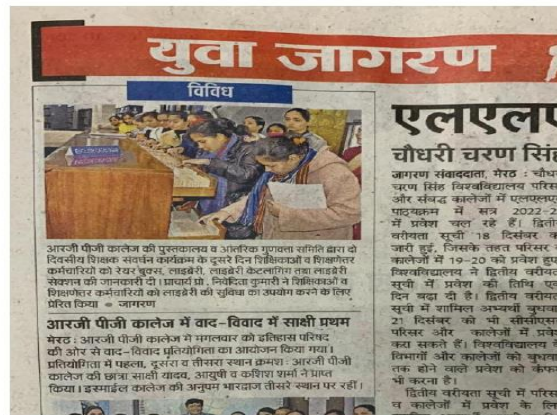 युवा जागरण
विविध
आरजी पीजी कालेज की पुस्तकालय व आंतरिक गुणवत्ता समिति द्वारा दो
दिवसीय शिक्षक संवर्धन कार्यक्रम के दूसरे दिन शिक्षिकाओं व शिक्षणेत्तर
कर्मचारियों को रेयर बुक्स, लाइब्रेरी, लाइब्रेरी केटलागिंग तथा लाइब्रेरी
सेक्शन की जानकारी दी। प्राचार्य प्रो. निवेदिता कुमारी ने शिक्षिकाओं व
शिक्षणेत्तर कर्मचारियों को लाइब्रेरी की सुविधा का उपयोग करने के लिए
प्रेरित किया ● जागरण
आरजी पीजी कालेज में वाद-विवाद में साक्षी प्रथम
मेरठ : आरजी पीजी कालेज में मंगलवार को इतिहास परिषद
की ओर से वाद-विवाद प्रतियोगिता का आयोजन किया गया।
प्रतियोगिता में पहला, दूसरा व तीसरा स्थान क्रमश: आरजी पीजी
कालेज की छात्रा साक्षी यादव, आयुषी व कशिश शर्मा ने प्राप्त
किया। इस्माईल कालेज की अनुपम भारद्वाज तीसरे स्थान पर रहीं।
एलएलए
चौधरी चरण सिंह
जागरण संवाददाता, मेरठ : चौध
चरण सिंह विश्वविद्यालय परिस
और संबद्ध कालेजों में एलएलए
पाठ्यक्रम में सत्र 2022-2
में प्रवेश चल रहे हैं। द्विती
वरीयता सूची 18 दिसंबर क
जारी हुई, जिसके तहत परिसर
कालेजों में 19-20 को प्रवेश हुए
विश्वविद्यालय ने द्वितीय वरीय
सूची में प्रवेश की तिथि एक
दिन बढ़ा दी है। द्वितीय वरीय
सूची में शामिल अभ्यर्थी बुधवा
21 दिसंबर को भी सीसीएस
परिसर और कालेजों में प्रवे
करा सकते हैं। विश्वविद्यालय ने
विभागों और कालेजों को बुधव
तक होने वाले प्रवेश को कंफर्म
भी करना है।
द्वितीय वरीयता सूची में परिस
व कालेजों में प्रवेश के लि